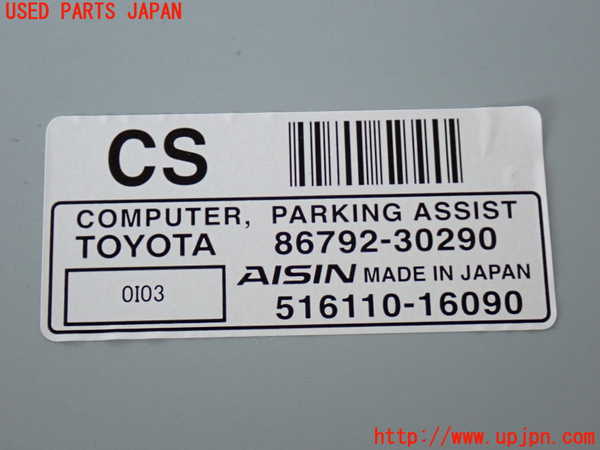 USED PARTS JAPAN
CS
COMPUTER, PARKING ASSIST
TOYOTA 86792-30290
0I03
AISIN MADE IN JAPAN
516110-16090
http://www.upjpn.com